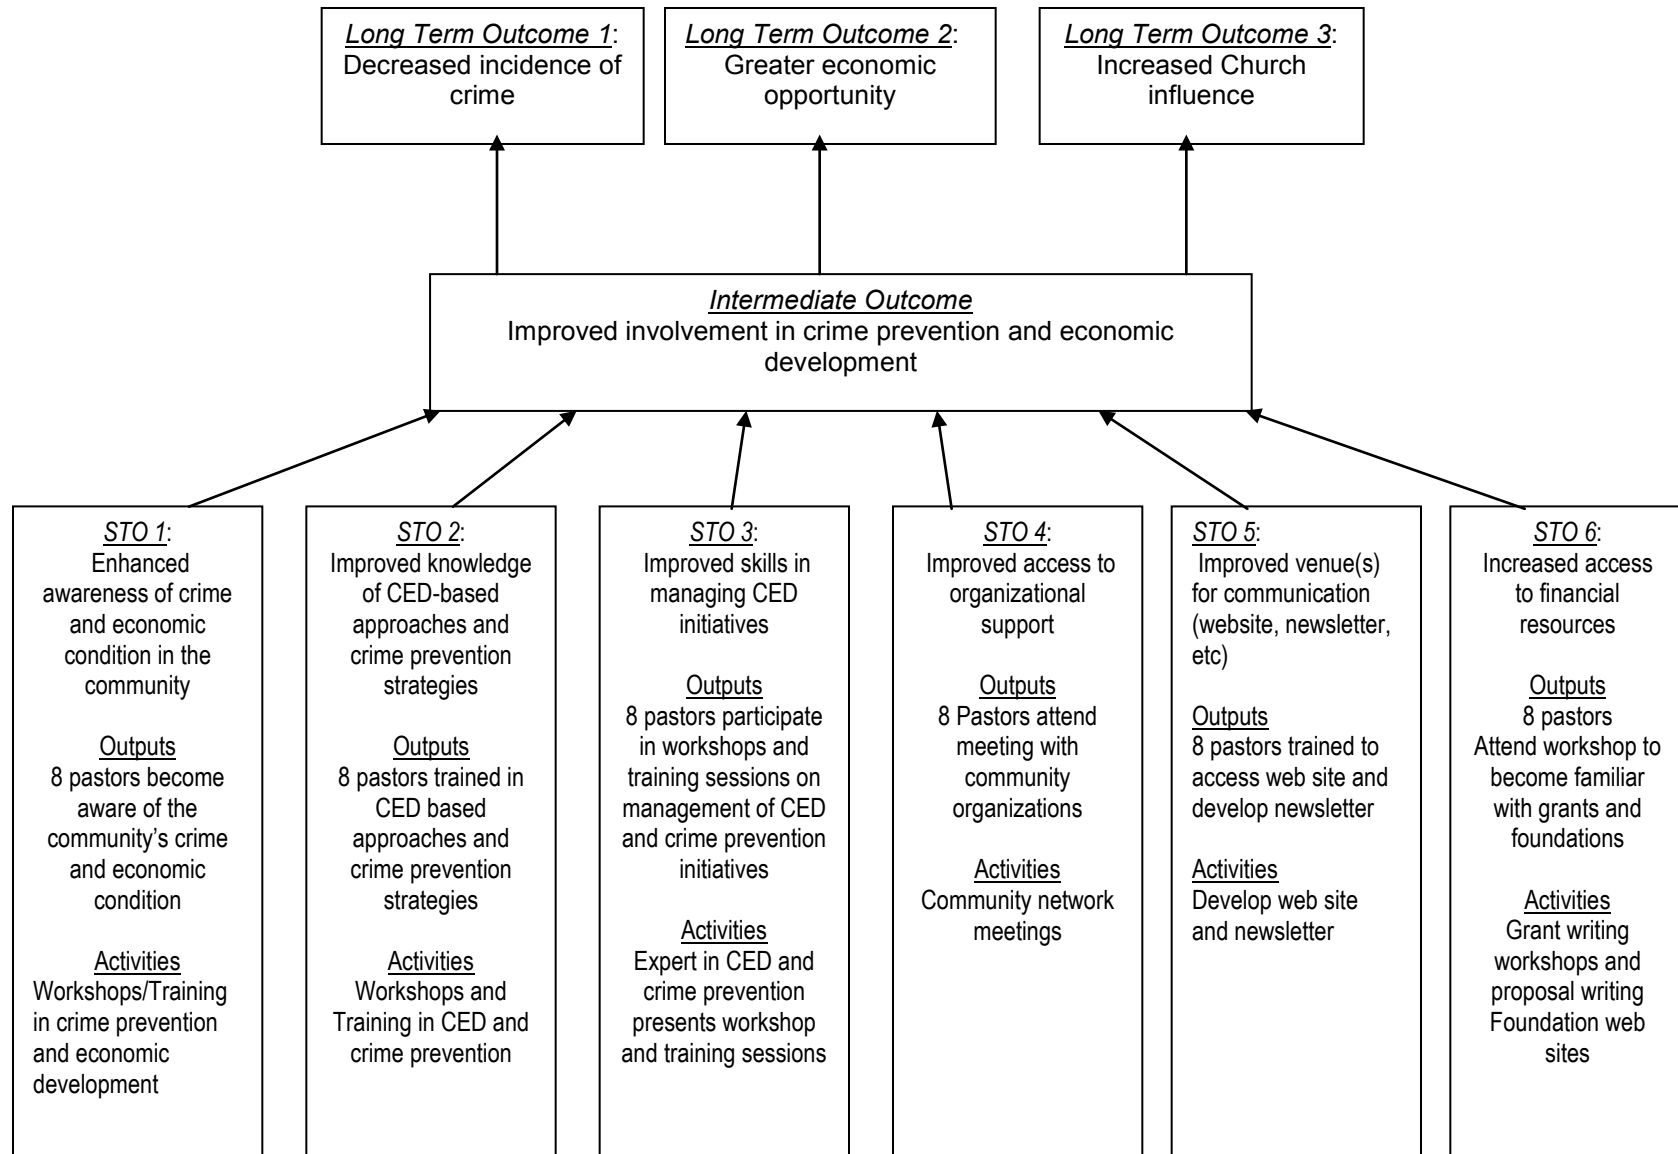 Long Term Outcome 1:
Decreased incidence of
crime
Long Term Outcome 2:
Greater economic
opportunity
Long Term Outcome 3:
Increased Church
influence
Intermediate Outcome
Improved involvement in crime prevention and economic
development
STO 1:
Enhanced
awareness of crime
and economic
condition in the
community
Outputs
8 pastors become
aware of the
community’s crime
and economic
condition
Activities
Workshops/Training
in crime prevention
and economic
development
STO 2:
Improved knowledge
of CED-based
approaches and
crime prevention
strategies
Outputs
8 pastors trained in
CED based
approaches and
crime prevention
strategies
Activities
Workshops and
Training in CED and
crime prevention
STO 3:
Improved skills in
managing CED
initiatives
Outputs
8 pastors participate
in workshops and
training sessions on
management of CED
and crime prevention
initiatives
Activities
Expert in CED and
crime prevention
presents workshop
and training sessions
STO 4:
Improved access to
organizational
support
Outputs
8 Pastors attend
meeting with
community
organizations
Activities
Community network
meetings
STO 5:
Improved venue(s)
for communication
(website, newsletter,
etc)
Outputs
8 pastors trained to
access web site and
develop newsletter
Activities
Develop web site
and newsletter
STO 6:
Increased access
to financial
resources
Outputs
8 pastors
Attend workshop to
become familiar
with grants and
foundations
Activities
Grant writing
workshops and
proposal writing
Foundation web
sites